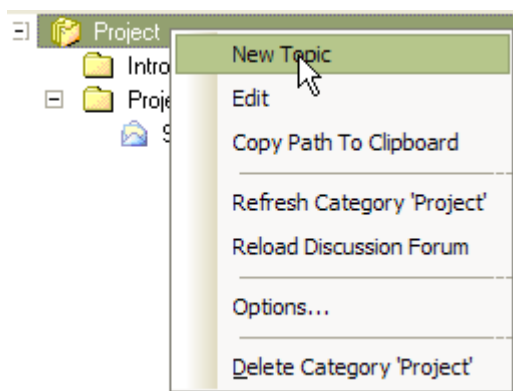 Project
New Topic
Intro
Edit
Proje
Copy Path To Clipboard
Refresh Category 'Project'
Reload Discussion Forum
Options...
Delete Category 'Project'